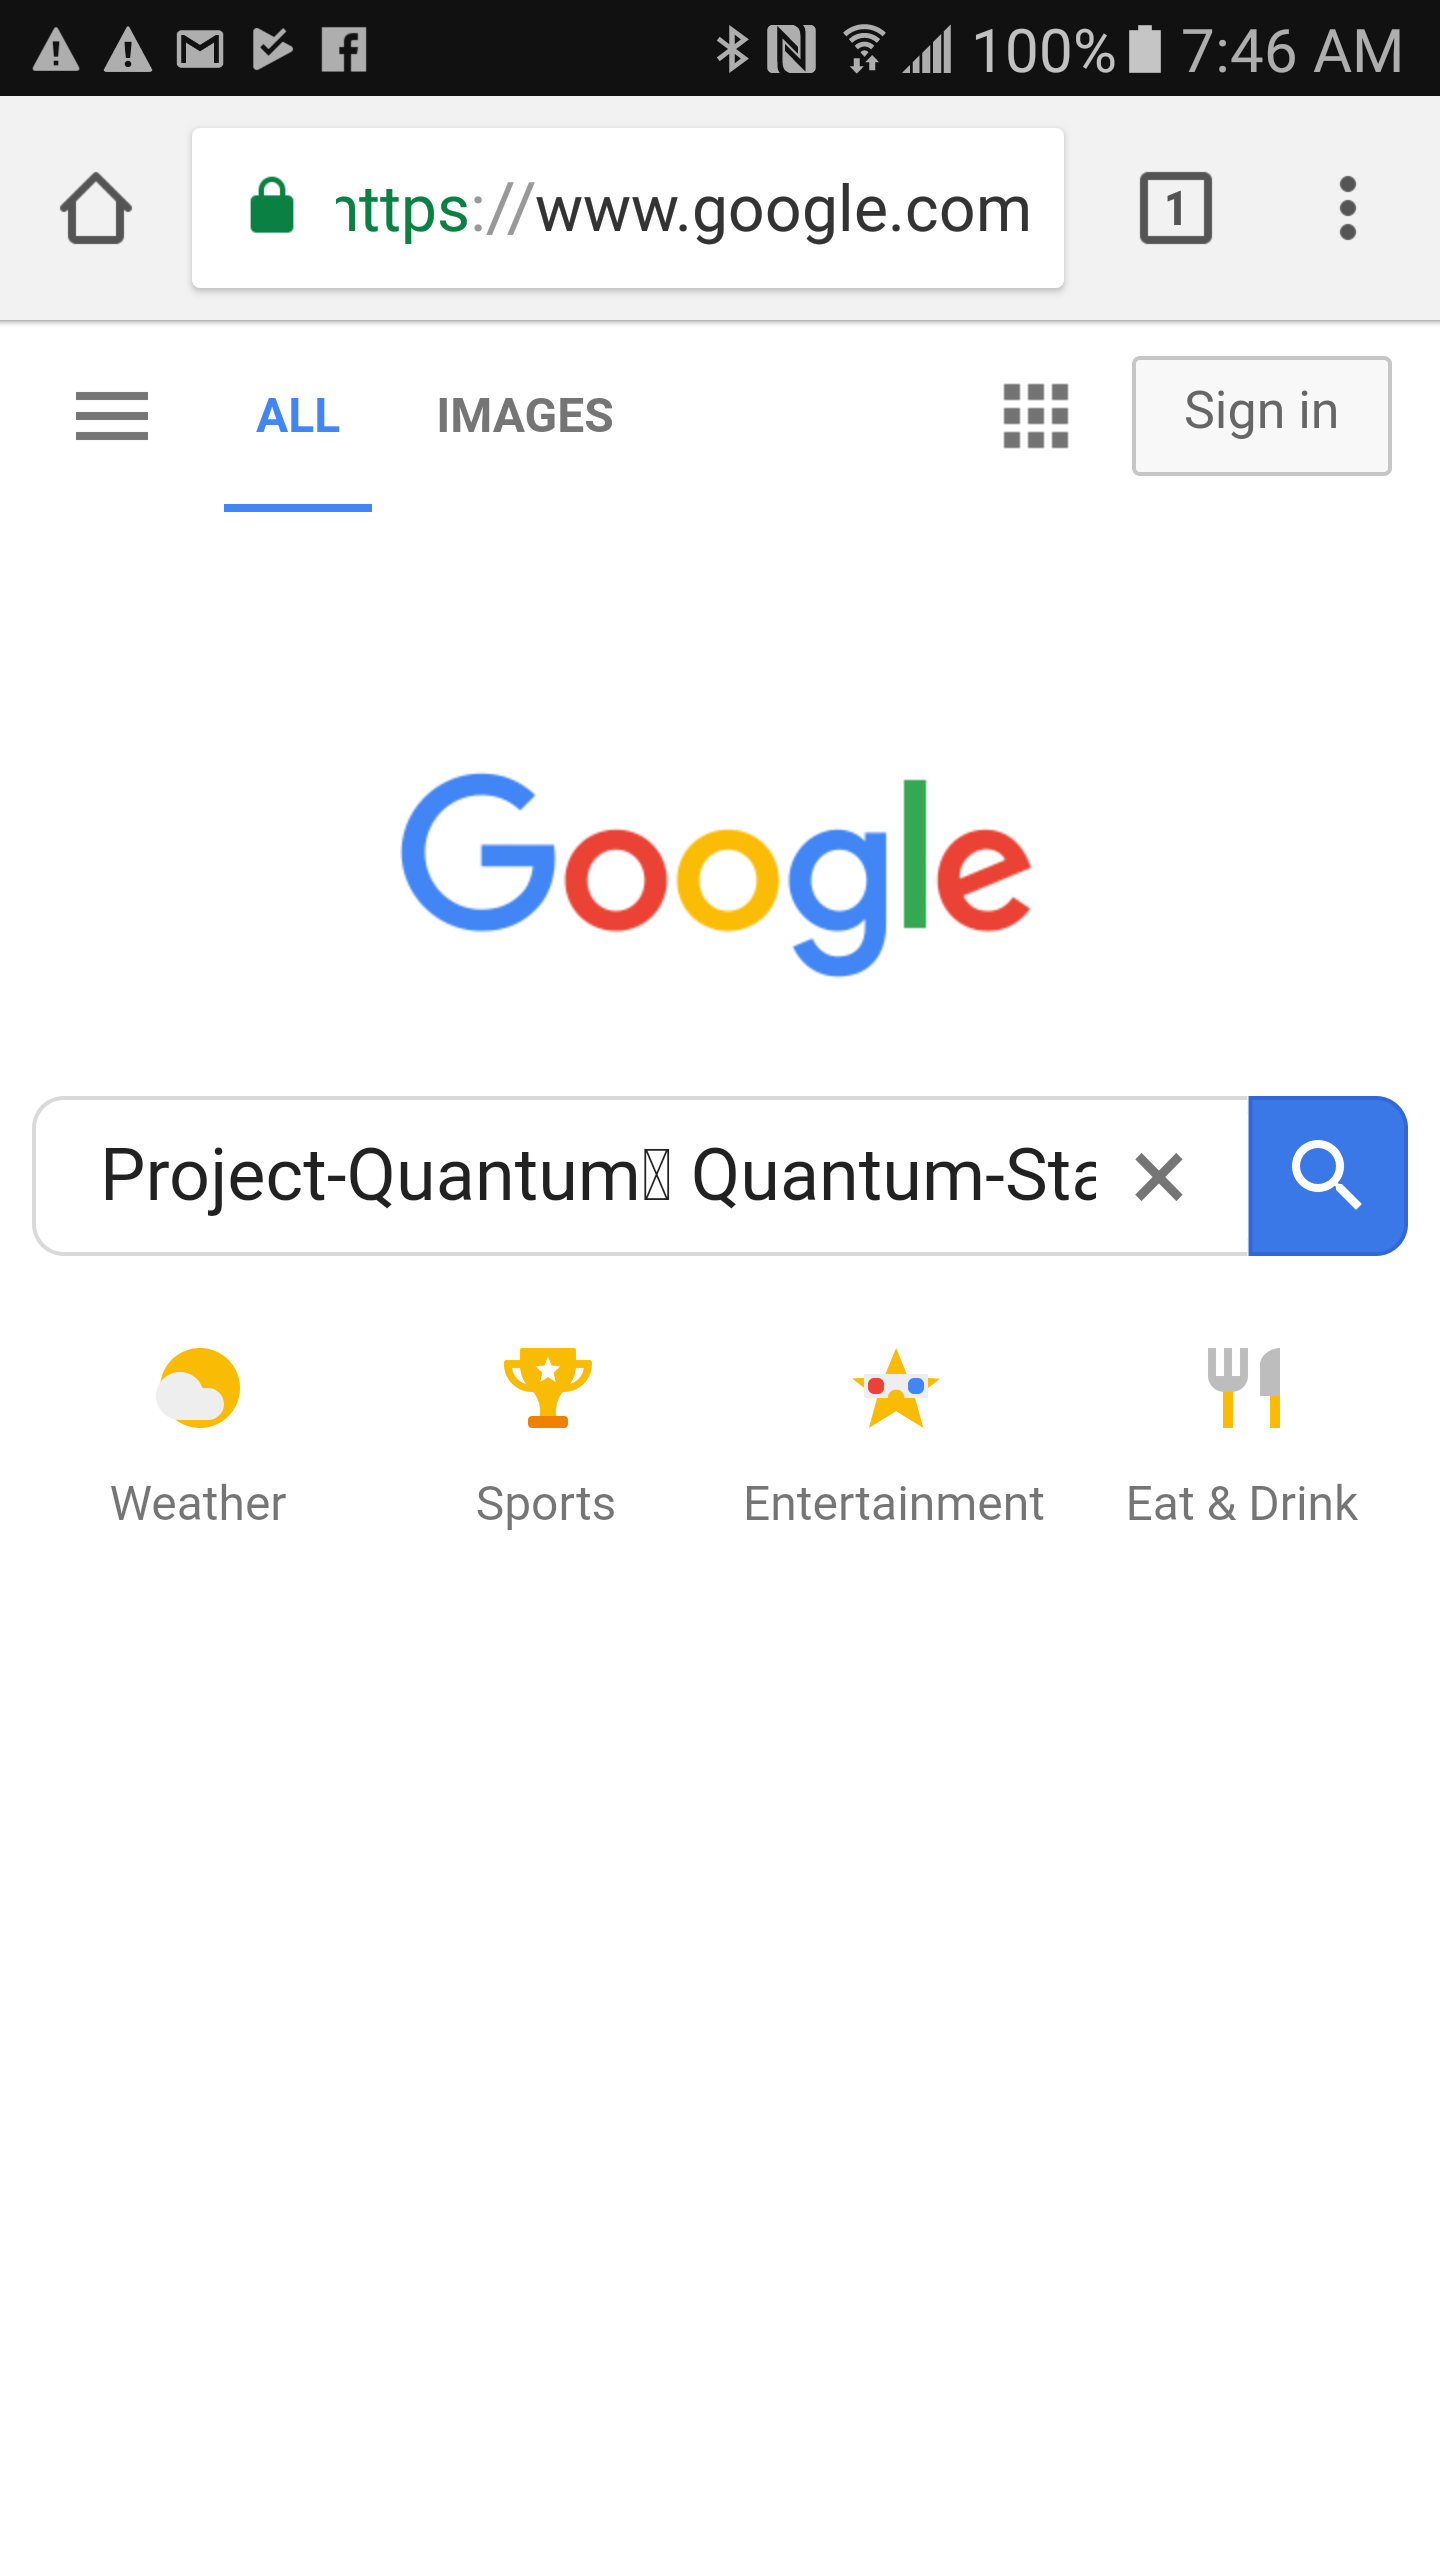 100% 7:46 AM
https://www.google.com
1
ALL IMAGES Sign in
Google
Project-Quantum Quantum-Sta
Weather Sports Entertainment Eat & Drink